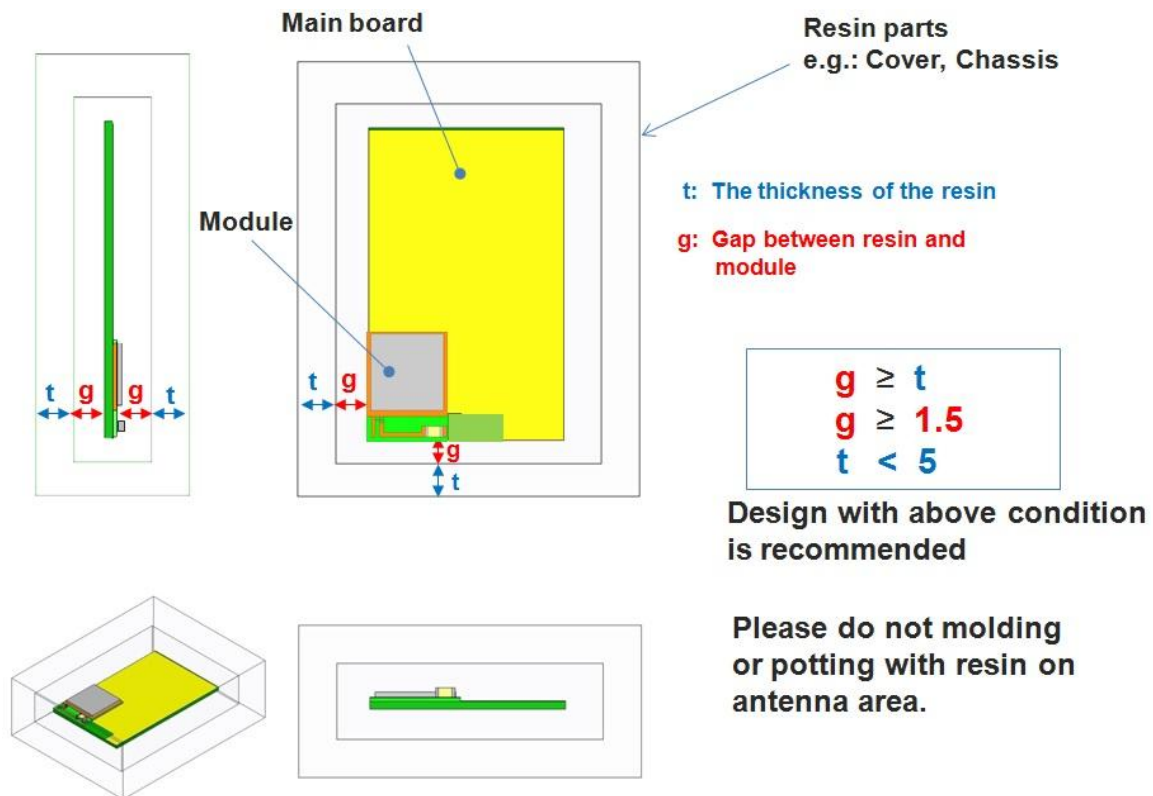 Main board
Resin parts
e.g.: Cover, Chassis
t: The thickness of the resin
Module
g: Gap between resin and
module
t g g t
t g
g
t
g ≥ t
g ≥ 1.5
t < 5
Design with above condition
is recommended
Please do not molding
or potting with resin on
antenna area.